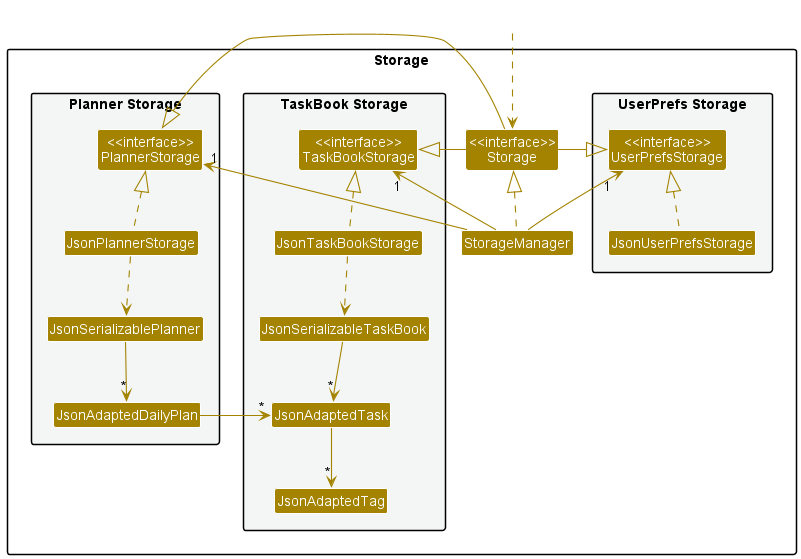 Storage
Planner Storage
TaskBook Storage
UserPrefs Storage
<<interface>>
PlannerStorage
<<interface>>
TaskBookStorage
<<interface>>
Storage
<<interface>>
UserPrefsStorage
1
1
1
JsonPlannerStorage
JsonTaskBookStorage
StorageManager
JsonUserPrefsStorage
JsonSerializablePlanner
JsonSerializableTaskBook
*
*
*
JsonAdaptedDailyPlan
JsonAdaptedTask
*
JsonAdaptedTag